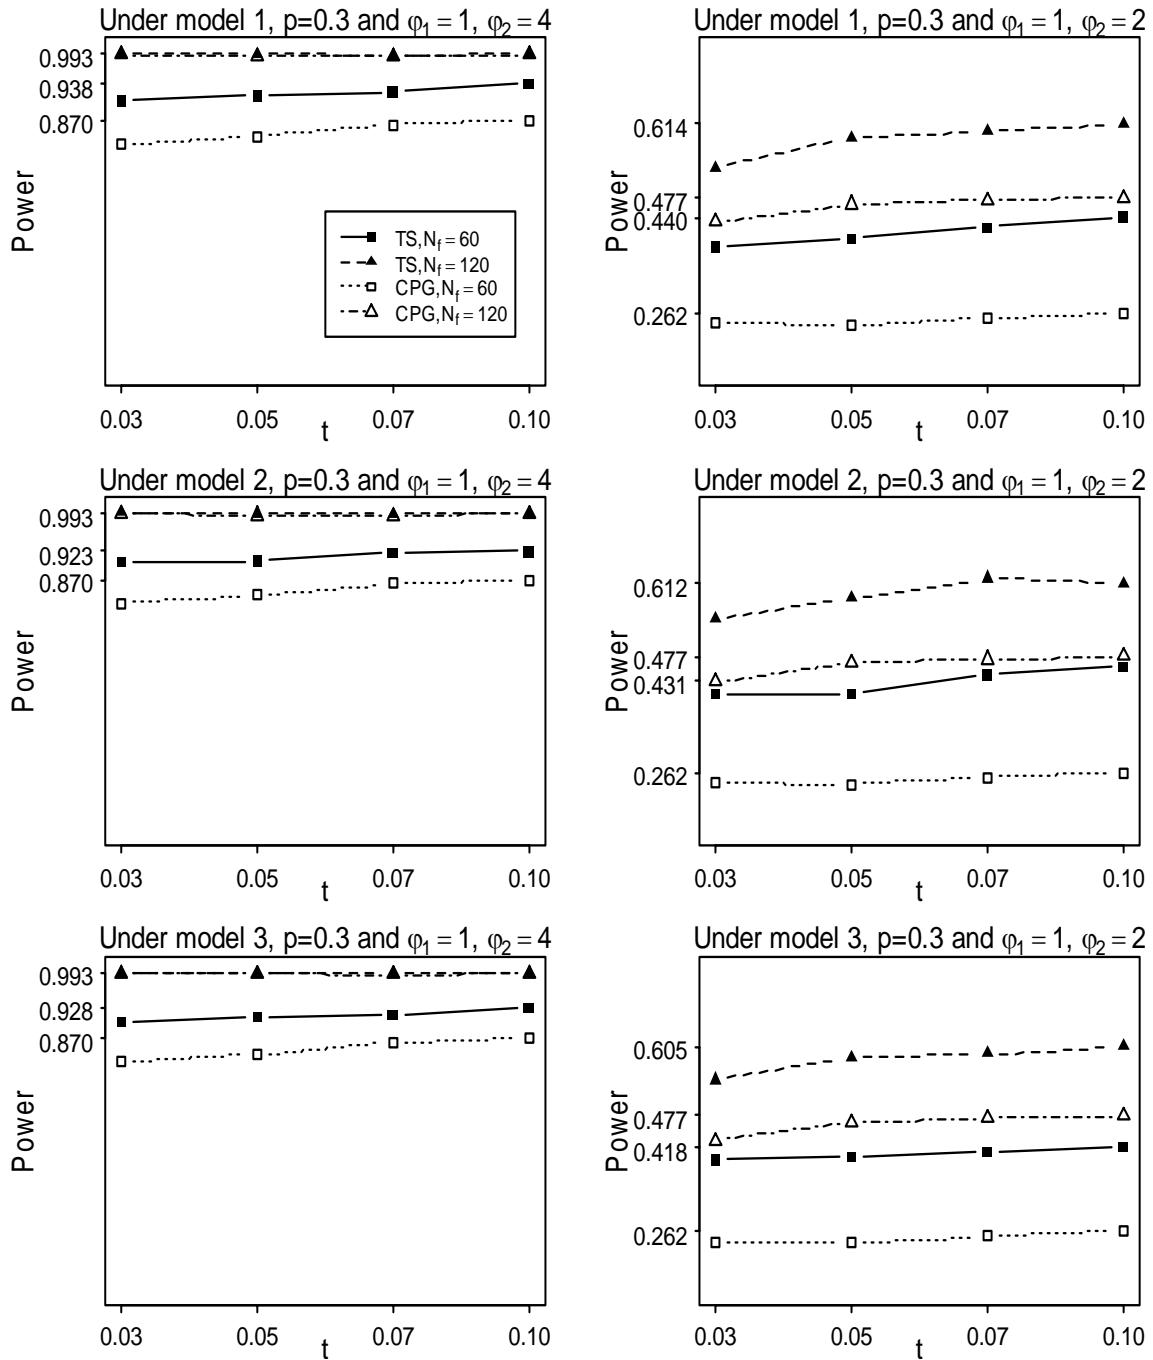 Under model 1, p=0.3 and φ₁ = 1, φ₂ = 4
Power
0.993
0.938
0.870
TS,Nf = 60
TS,Nf = 120
CPG,Nf = 60
CPG,Nf = 120
0.03 0.05 0.07 0.10
t
Under model 1, p=0.3 and φ₁ = 1, φ₂ = 2
Power
0.614
0.477
0.440
0.262
0.03 0.05 0.07 0.10
t
Under model 2, p=0.3 and φ₁ = 1, φ₂ = 4
Power
0.993
0.923
0.870
0.03 0.05 0.07 0.10
t
Under model 2, p=0.3 and φ₁ = 1, φ₂ = 2
Power
0.612
0.477
0.431
0.262
0.03 0.05 0.07 0.10
t
Under model 3, p=0.3 and φ₁ = 1, φ₂ = 4
Power
0.993
0.928
0.870
0.03 0.05 0.07 0.10
t
Under model 3, p=0.3 and φ₁ = 1, φ₂ = 2
Power
0.605
0.477
0.418
0.262
0.03 0.05 0.07 0.10
t